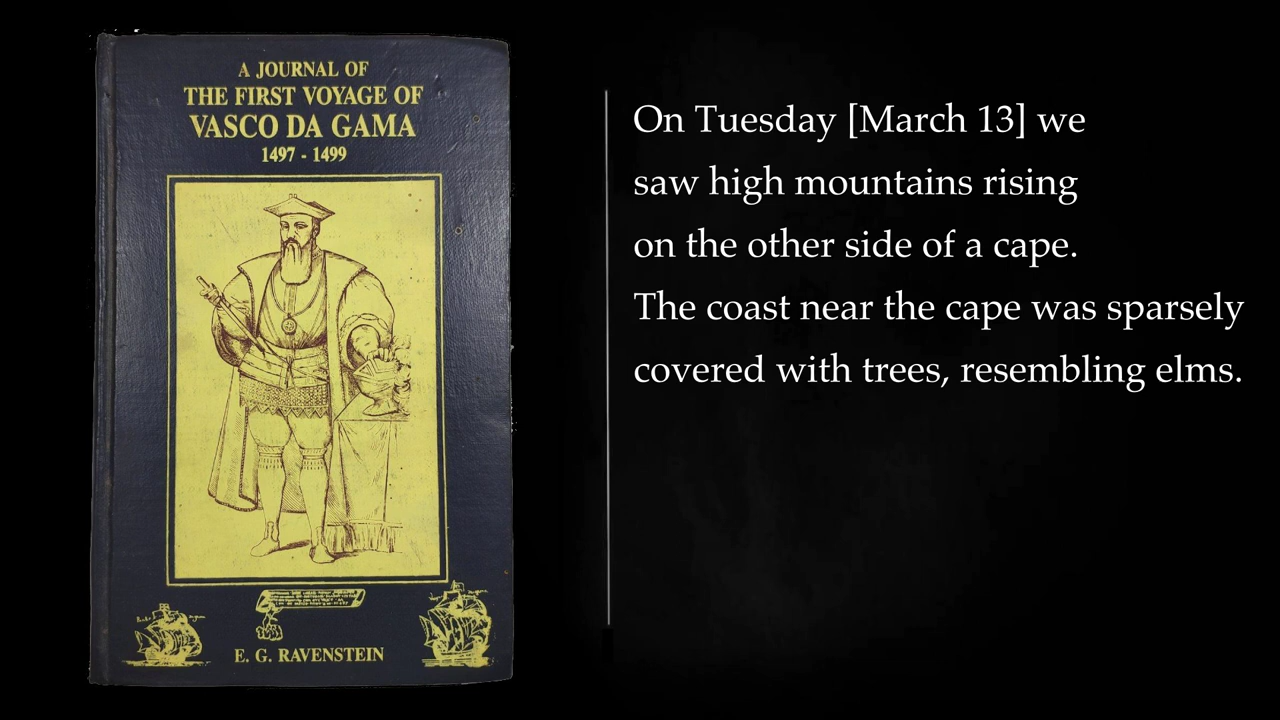 A JOURNAL OF
THE FIRST VOYAGE OF
VASCO DA GAMA
1497 - 1499
E. G. RAVENSTEIN
On Tuesday [March 13] we
saw high mountains rising
on the other side of a cape.
The coast near the cape was sparsely
covered with trees, resembling elms.